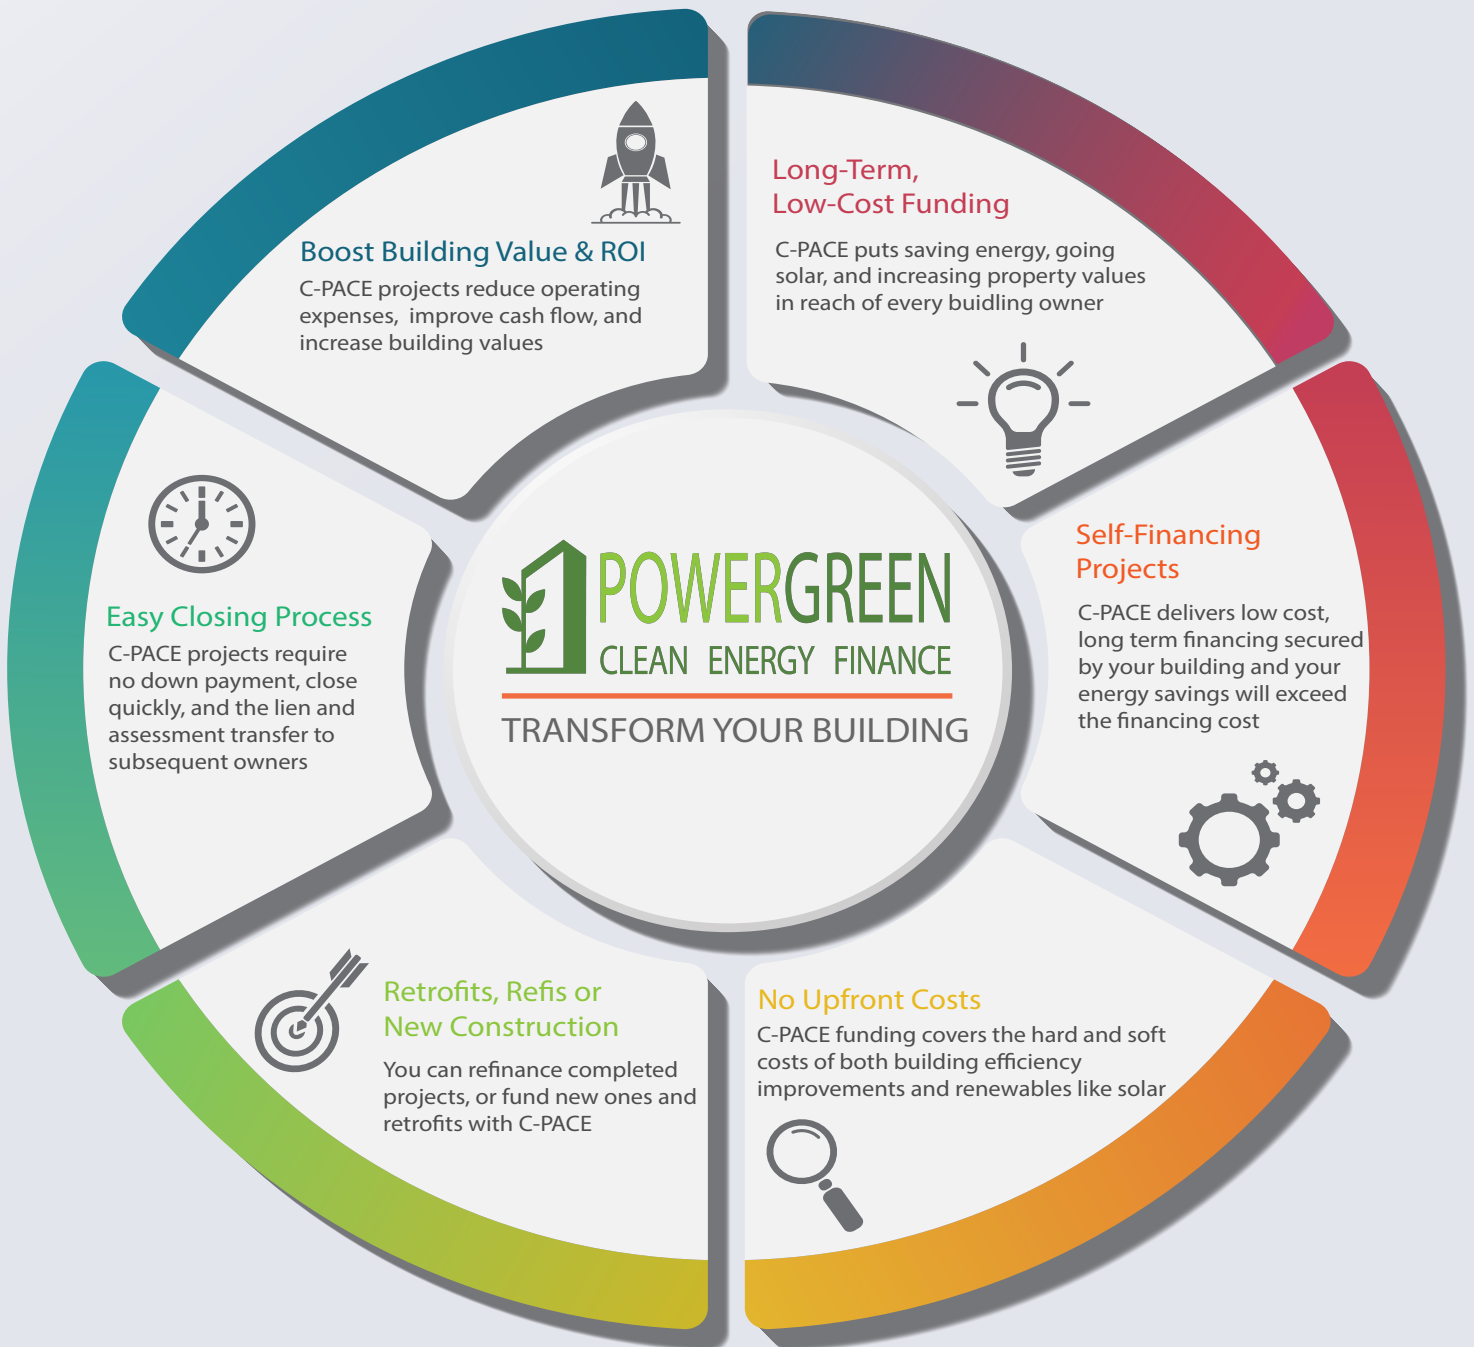 Boost Building Value & ROI
C-PACE projects reduce operating
expenses,  improve cash flow, and
increase building values
Long-Term,
Low-Cost Funding
C-PACE puts saving energy, going
solar, and increasing property values
in reach of every buidling owner
Self-Financing
Projects
C-PACE delivers low cost,
long term financing secured
by your building and your
energy savings will exceed
the financing cost
No Upfront Costs
C-PACE funding covers the hard and soft
costs of both building efficiency
improvements and renewables like solar
Retrofits, Refis or
New Construction
You can refinance completed
projects, or fund new ones and
retrofits with C-PACE
Easy Closing Process
C-PACE projects require
no down payment, close
quickly, and the lien and
assessment transfer to
subsequent owners
POWERGREEN
CLEAN ENERGY FINANCE
TRANSFORM YOUR BUILDING